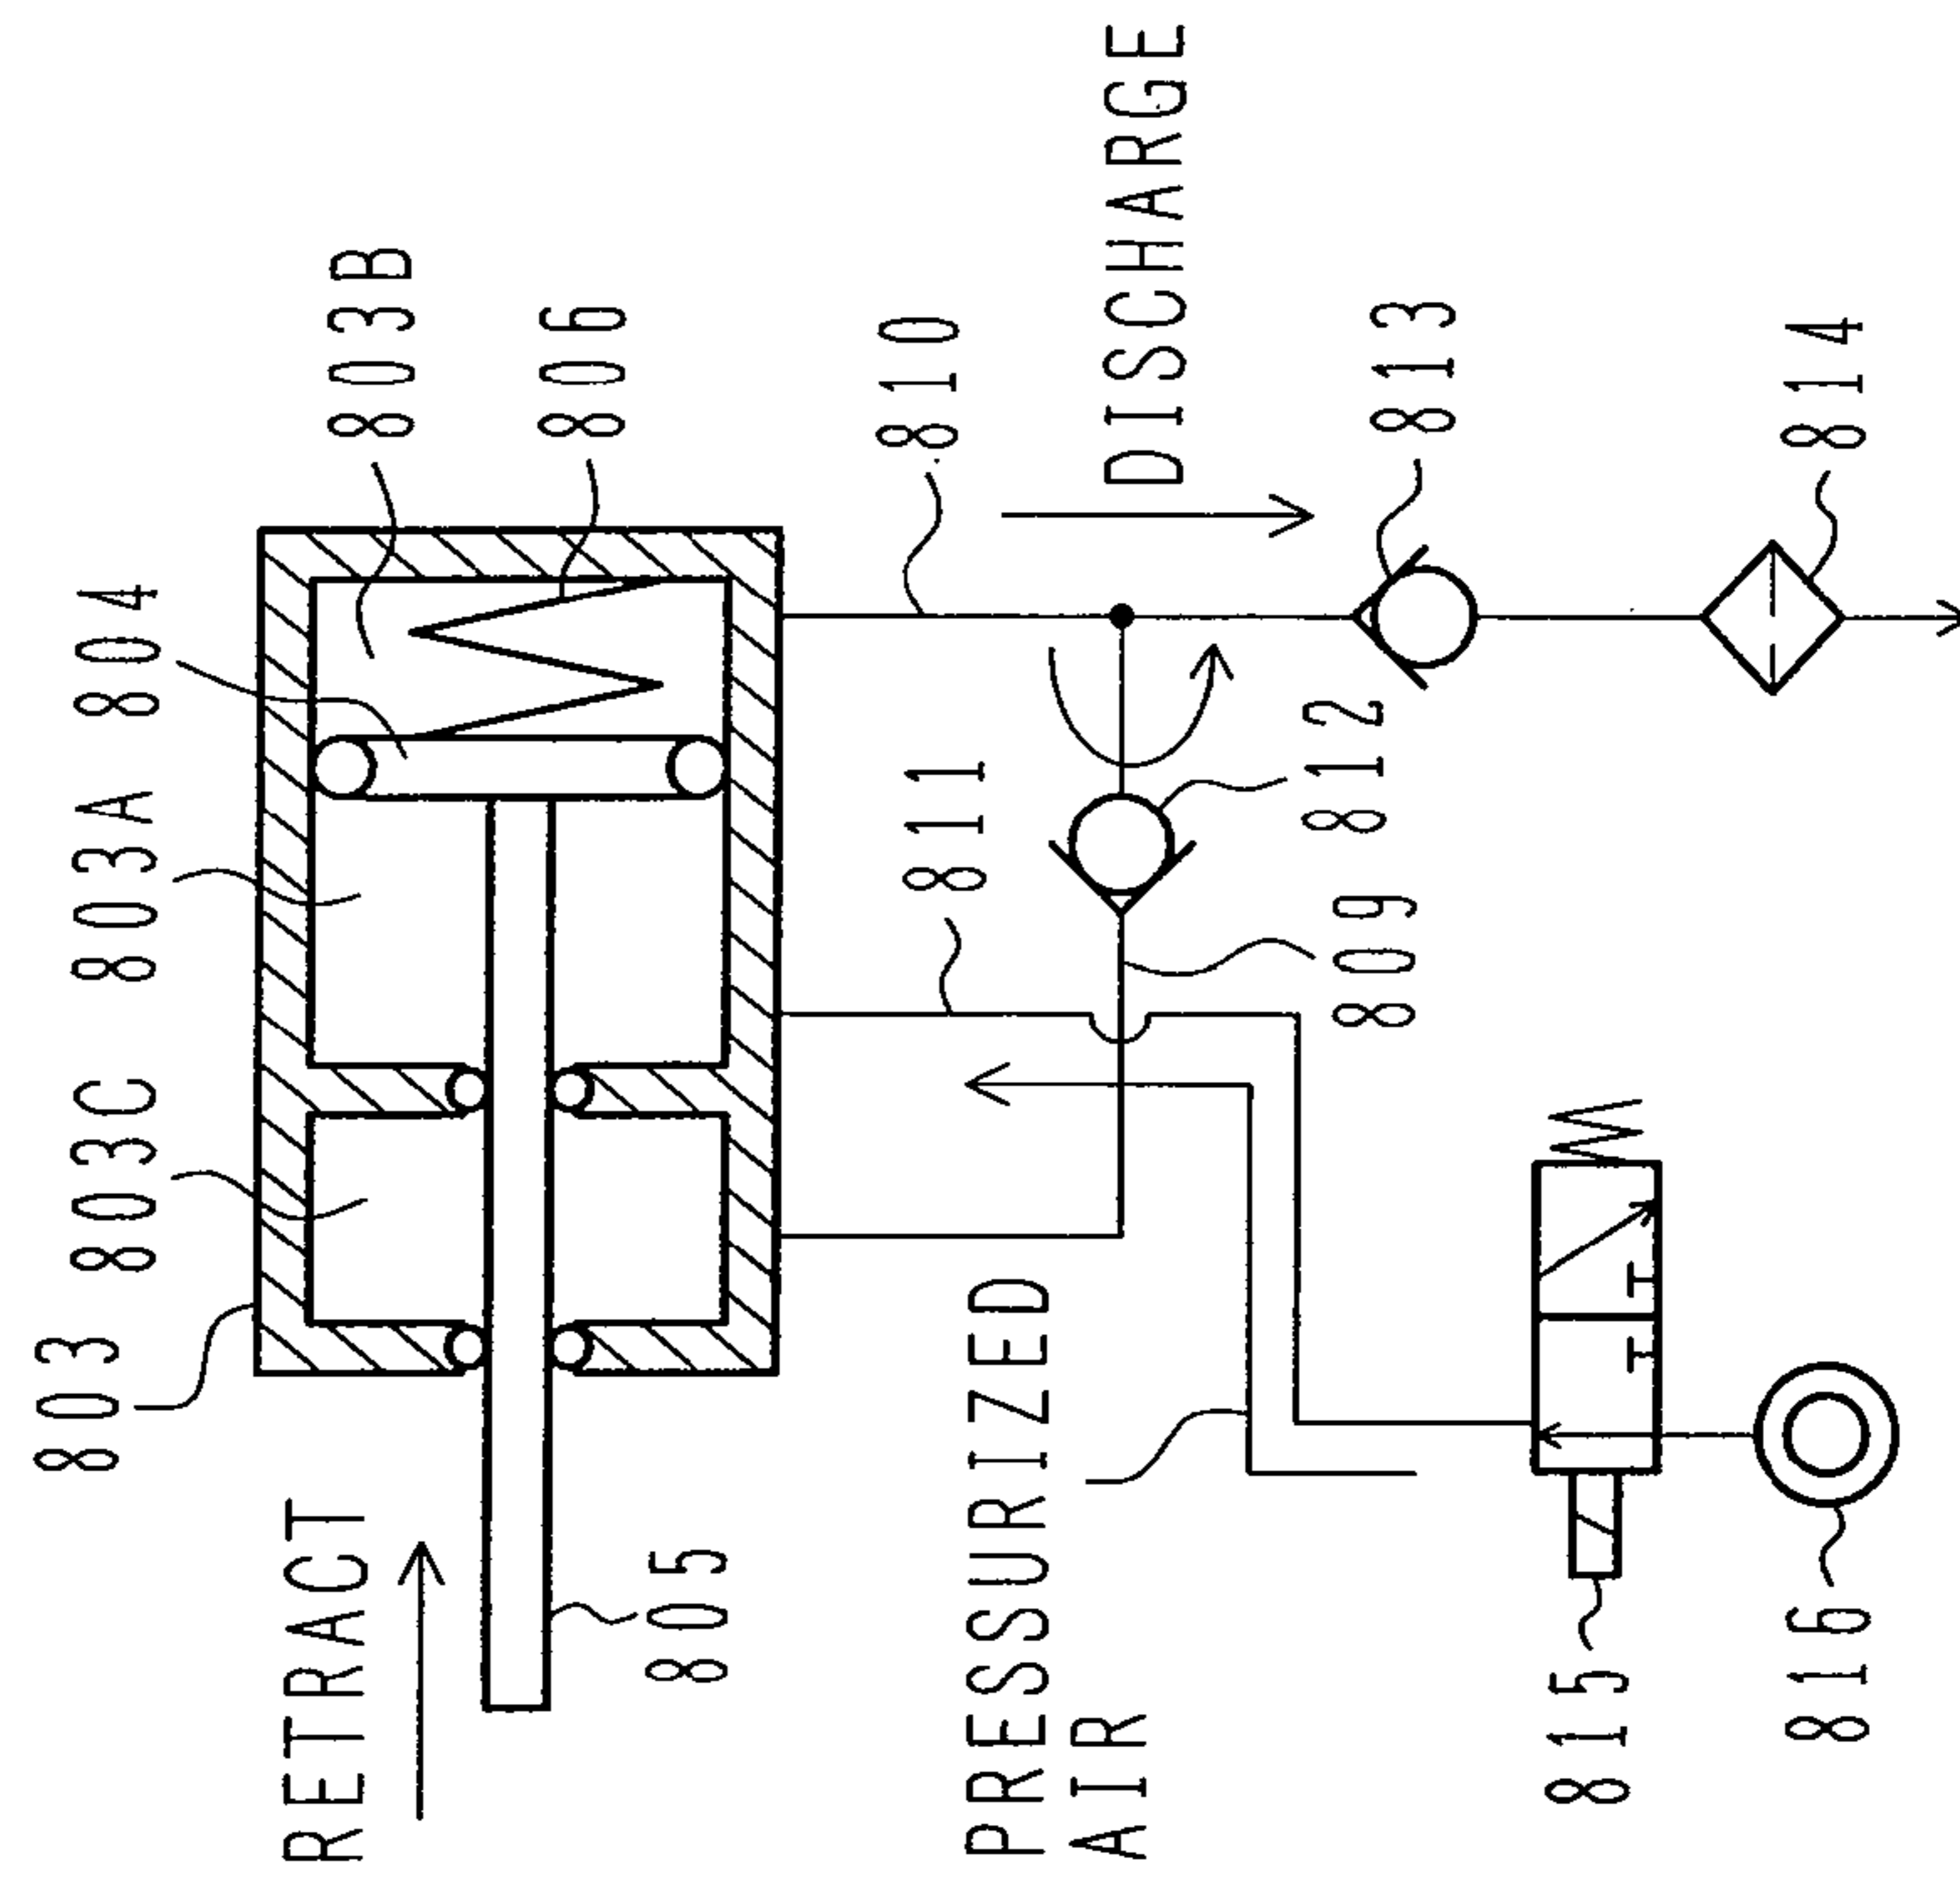 RETRACT
803
803C
803A
804
803B
806
805
PRESSURIZED
AIR
811
810
DISCHARGE
809
812
813
815
816
814